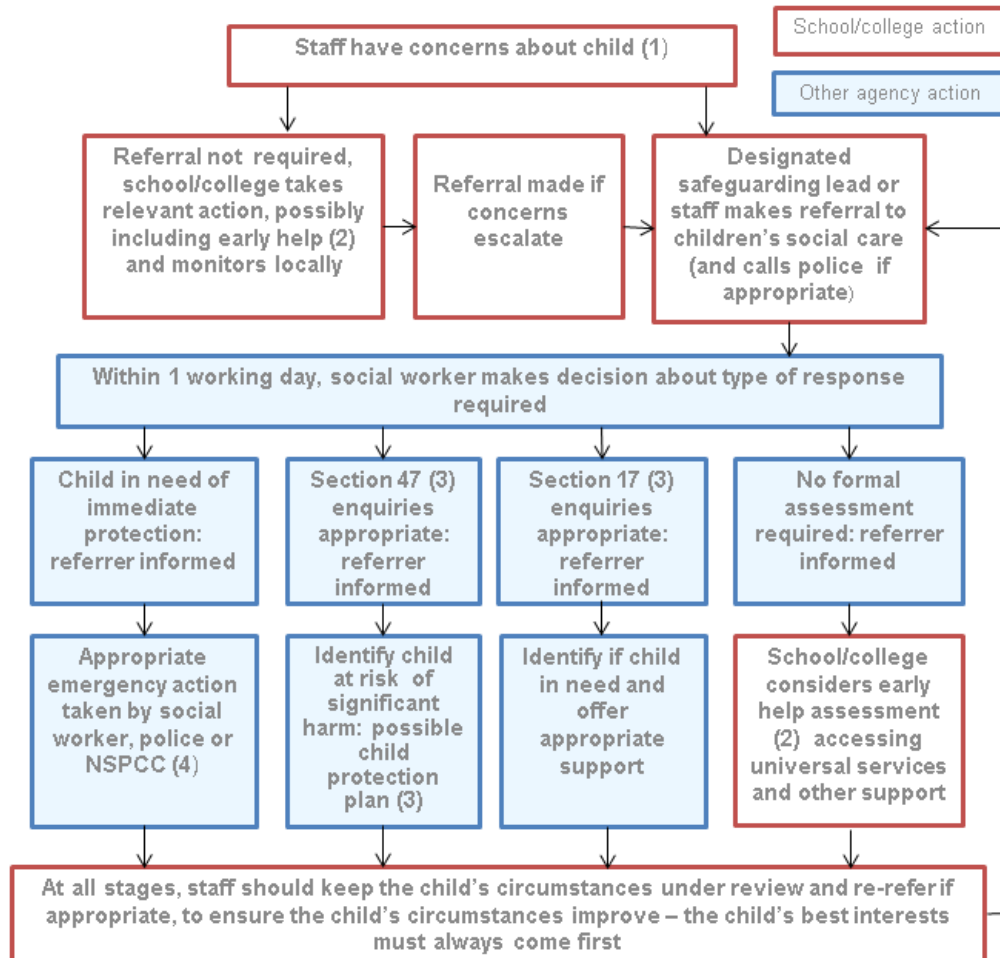 Staff have concerns about child (1)
School/college action
Other agency action
Referral not required,
school/college takes
relevant action, possibly
including early help (2)
and monitors locally
Referral made if
concerns
escalate
Designated
safeguarding lead or
staff makes referral to
children's social care
(and calls police if
appropriate)
Within 1 working day, social worker makes decision about type of response
required
Child in need of
immediate
protection:
referrer informed
Section 47 (3)
enquiries
appropriate:
referrer
informed
Section 17 (3)
enquiries
appropriate:
referrer
informed
No formal
assessment
required: referrer
informed
Appropriate
emergency action
taken by social
worker, police or
NSPCC (4)
Identify child
at risk of
significant
harm: possible
child
protection
plan (3)
Identify if child
in need and
offer
appropriate
support
School/college
considers early
help assessment
(2) accessing
universal services
and other support
At all stages, staff should keep the child's circumstances under review and re-refer if
appropriate, to ensure the child's circumstances improve – the child's best interests
must always come first